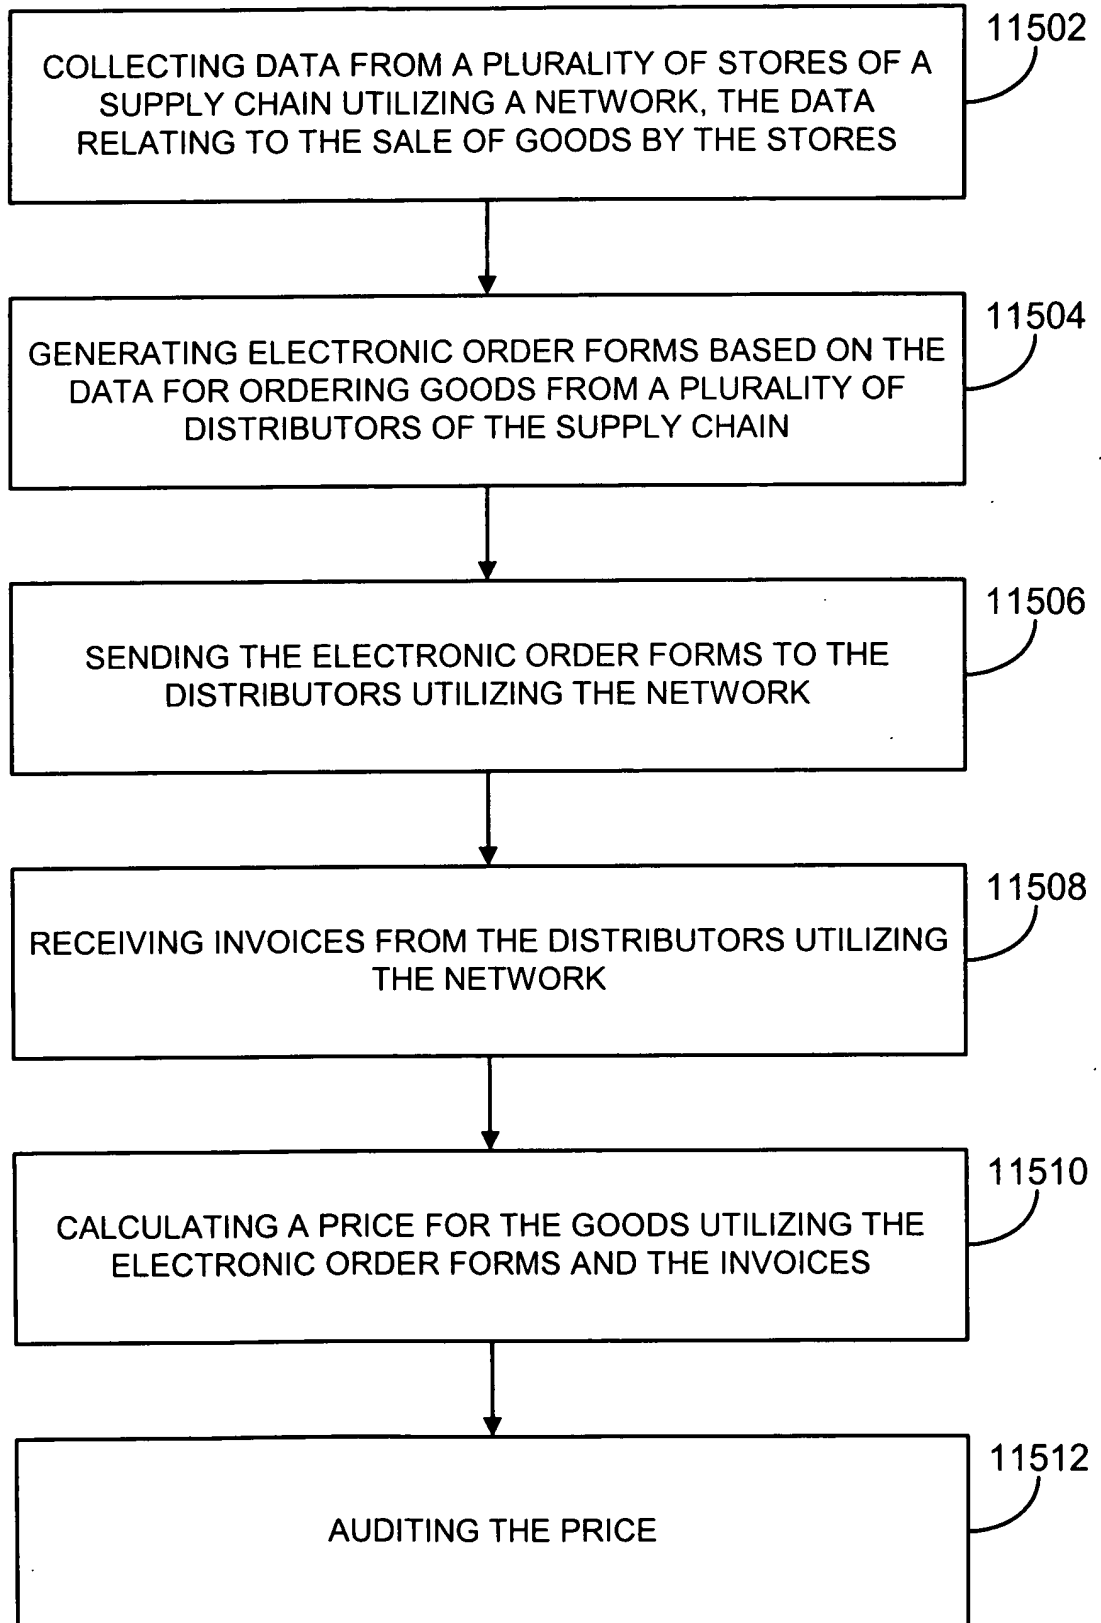 11502
COLLECTING DATA FROM A PLURALITY OF STORES OF A
SUPPLY CHAIN UTILIZING A NETWORK, THE DATA
RELATING TO THE SALE OF GOODS BY THE STORES
11504
GENERATING ELECTRONIC ORDER FORMS BASED ON THE
DATA FOR ORDERING GOODS FROM A PLURALITY OF
DISTRIBUTORS OF THE SUPPLY CHAIN
11506
SENDING THE ELECTRONIC ORDER FORMS TO THE
DISTRIBUTORS UTILIZING THE NETWORK
11508
RECEIVING INVOICES FROM THE DISTRIBUTORS UTILIZING
THE NETWORK
11510
CALCULATING A PRICE FOR THE GOODS UTILIZING THE
ELECTRONIC ORDER FORMS AND THE INVOICES
11512
AUDITING THE PRICE